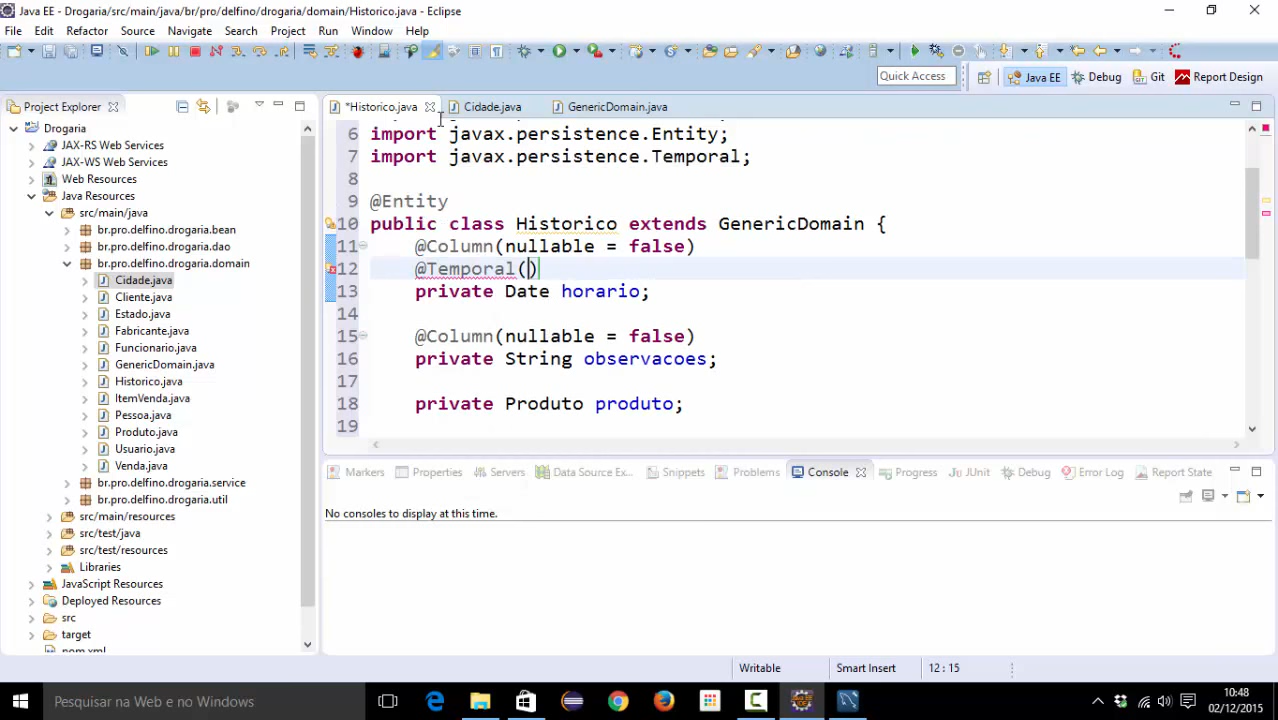 Java EE - Drogaria/src/main/java/br/pro/delfino/drogaria/domain/Historico.java - Eclipse
File Edit Refactor Source Navigate Search Project Run Window Help
Quick Access Java EE Debug Git Report Design
Project Explorer
*Historico.java Cidade.java GenericDomain.java
Drogaria
JAX-RS Web Services
JAX-WS Web Services
Web Resources
Java Resources
src/main/java
br.pro.delfino.drogaria.bean
br.pro.delfino.drogaria.dao
br.pro.delfino.drogaria.domain
Cidade.java
Cliente.java
Estado.java
Fabricante.java
Funcionario.java
GenericDomain.java
Historico.java
ItemVenda.java
Pessoa.java
Produto.java
Usuario.java
Venda.java
br.pro.delfino.drogaria.service
br.pro.delfino.drogaria.util
src/main/resources
src/test/java
src/test/resources
Libraries
JavaScript Resources
Deployed Resources
src
target
pom.xml
6 import javax.persistence.Entity;
7 import javax.persistence.Temporal;
8
9 @Entity
10 public class Historico extends GenericDomain {
11 @Column(nullable = false)
12 @Temporal()
13 private Date horario;
14
15 @Column(nullable = false)
16 private String observacoes;
17
18 private Produto produto;
19
Markers Properties Servers Data Source Ex... Snippets Problems Console Progress JUnit Debug Error Log Report State
No consoles to display at this time.
Writable Smart Insert 12 : 15
Pesquisar na Web e no Windows
10:48
02/12/2015